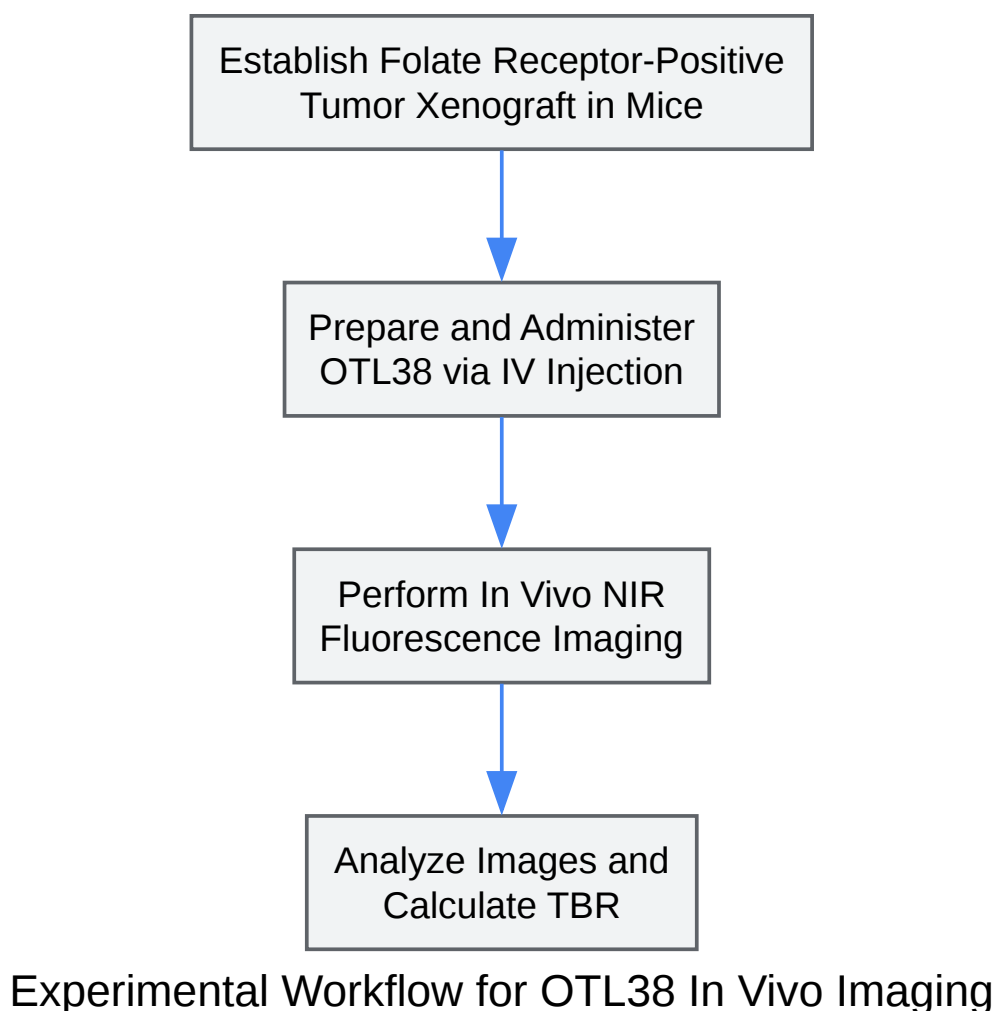 Establish Folate Receptor-Positive
Tumor Xenograft in Mice
Prepare and Administer
OTL38 via IV Injection
Perform In Vivo NIR
Fluorescence Imaging
Analyze Images and
Calculate TBR
Experimental Workflow for OTL38 In Vivo Imaging